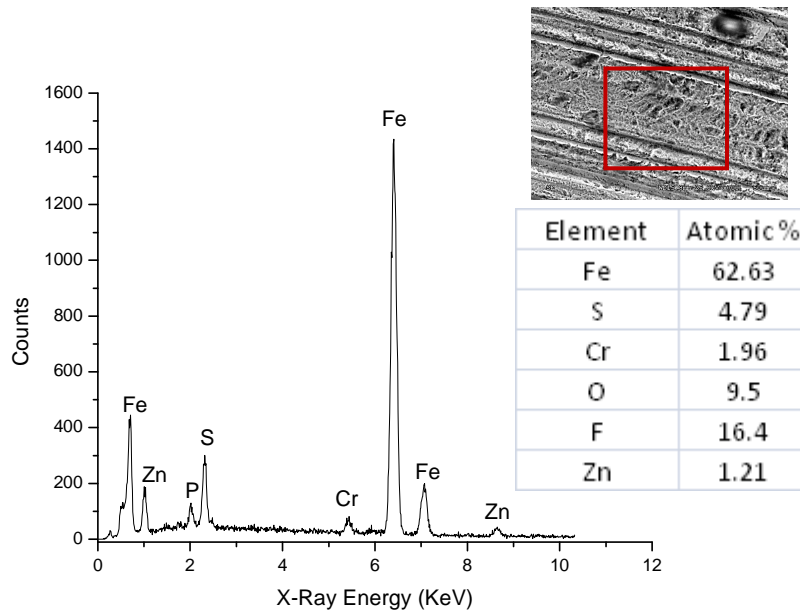 1600
1400
1200
1000
800
600
400
200
0
Counts
Fe
Zn
P
S
Cr
Fe
Fe
Zn
0 2 4 6 8 10 12
X-Ray Energy (KeV)
Element Atomic %
Fe 62.63
S 4.79
Cr 1.96
O 9.5
F 16.4
Zn 1.21